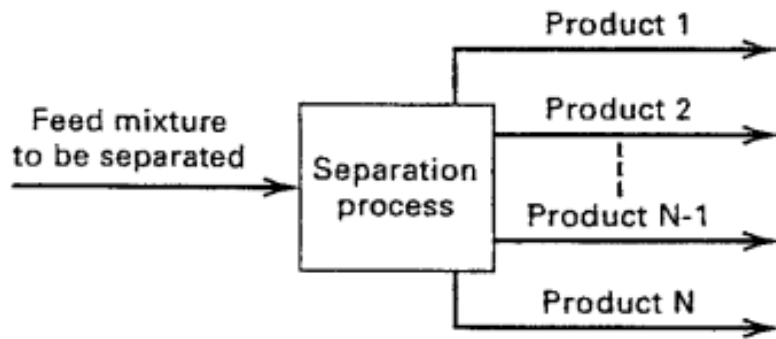 Product 1
Feed mixture
to be separated
Product 2
Separation
process
Product N-1
Product N